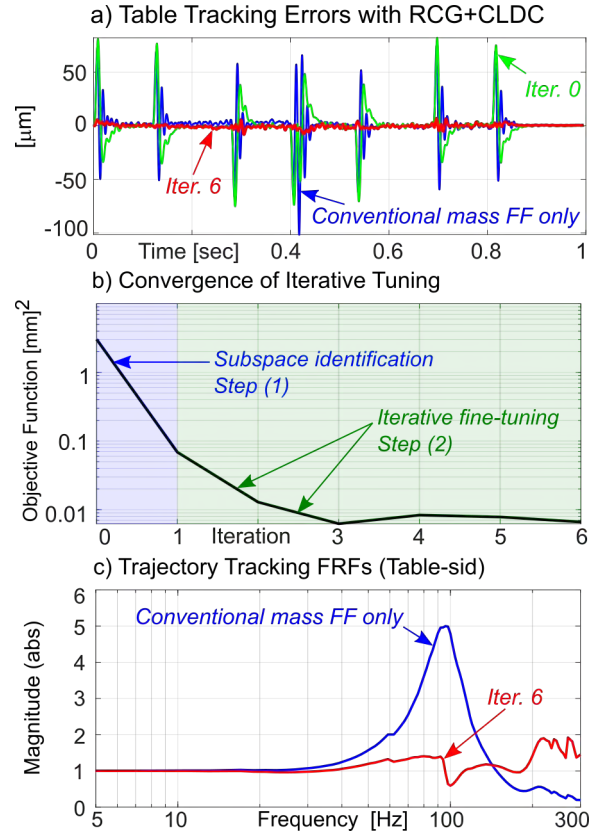 a) Table Tracking Errors with RCG+CLDC
[µm]
50
0
-50
-100
Iter. 0
Iter. 6
Conventional mass FF only
0 Time [sec] 0.4 0.6 0.8 1
b) Convergence of Iterative Tuning
Objective Function [mm]2
1
0.1
0.01
Subspace identification
Step (1)
Iterative fine-tuning
Step (2)
0 1 Iteration 3 4 5 6
c) Trajectory Tracking FRFs (Table-sid)
Magnitude (abs)
6
5
4
3
2
1
0
Conventional mass FF only
Iter. 6
5 10 Frequency [Hz] 100 300